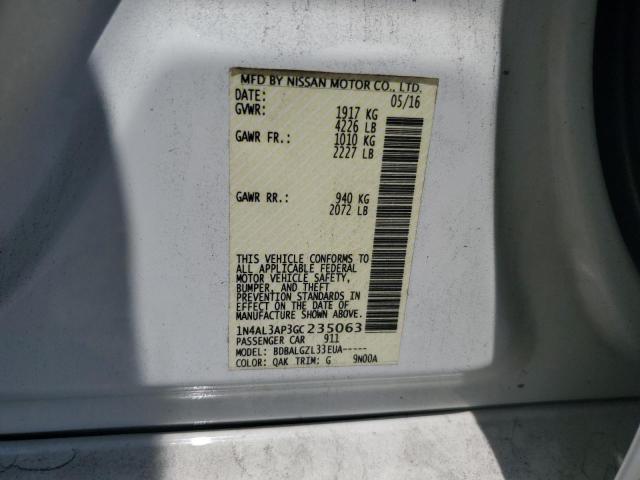 MFD BY NISSAN MOTOR CO., LTD.
DATE: 05/16
GVWR: 1917 KG
4226 LB
GAWR FR.: 1010 KG
2227 LB
GAWR RR.: 940 KG
2072 LB
THIS VEHICLE CONFORMS TO
ALL APPLICABLE FEDERAL
MOTOR VEHICLE SAFETY,
BUMPER, AND THEFT
PREVENTION STANDARDS IN
EFFECT ON THE DATE OF
MANUFACTURE SHOWN ABOVE.
1N4AL3AP3GC235063
PASSENGER CAR 911
MODEL: BDBALGZL33EUA-----
COLOR: QAK TRIM: G 9N00A